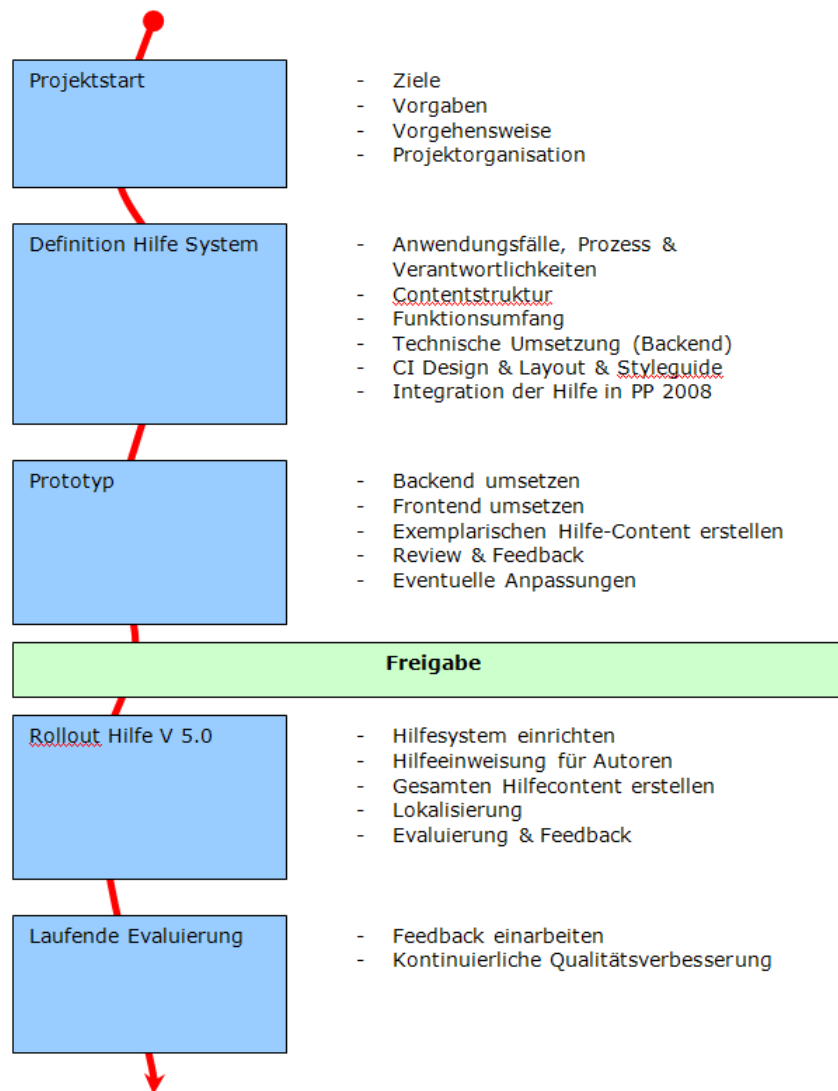 Projektstart
- Ziele
- Vorgaben
- Vorgehensweise
- Projektorganisation
Definition Hilfe System
- Anwendungsfälle, Prozess &
Verantwortlichkeiten
- Contentstruktur
- Funktionsumfang
- Technische Umsetzung (Backend)
- CI Design & Layout & Styleguide
- Integration der Hilfe in PP 2008
Prototyp
- Backend umsetzen
- Frontend umsetzen
- Exemplarischen Hilfe-Content erstellen
- Review & Feedback
- Eventuelle Anpassungen
Freigabe
Rollout Hilfe V 5.0
- Hilfesystem einrichten
- Hilfeeinweisung für Autoren
- Gesamten Hilfecontent erstellen
- Lokalisierung
- Evaluierung & Feedback
Laufende Evaluierung
- Feedback einarbeiten
- Kontinuierliche Qualitätsverbesserung